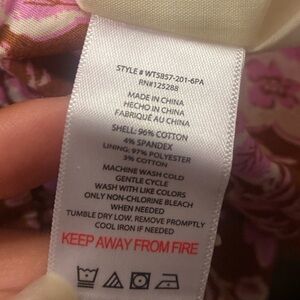 STYLE # WT5857-201-6PA
RN#125288
MADE IN CHINA
HECHO EN CHINA
FABRIQUÉ AU CHINA
SHELL: 96% COTTON
4% SPANDEX
LINING: 97% POLYESTER
3% COTTON
MACHINE WASH COLD
GENTLE CYCLE
WASH WITH LIKE COLORS
ONLY NON-CHLORINE BLEACH
WHEN NEEDED
TUMBLE DRY LOW. REMOVE PROMPTLY
COOL IRON IF NEEDED
KEEP AWAY FROM FIRE